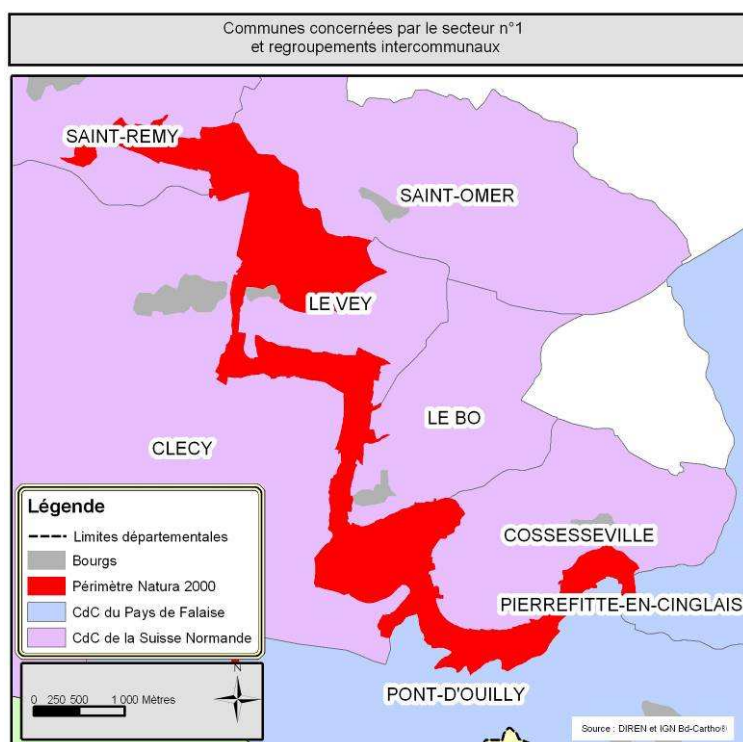 Communes concernées par le secteur n°1
et regroupements intercommunaux
SAINT-REMY
SAINT-OMER
LE VEY
LE BO
CLECY
COSSESSEVILLE
PIERREFITTE-EN-CINGLAIS
PONT-D'OUILLY
Légende
Limites départementales
Bourgs
Périmètre Natura 2000
CdC du Pays de Falaise
CdC de la Suisse Normande
N
0 250 500 1 000 Mètres
Source : DIREN et IGN Bd-Cartho®